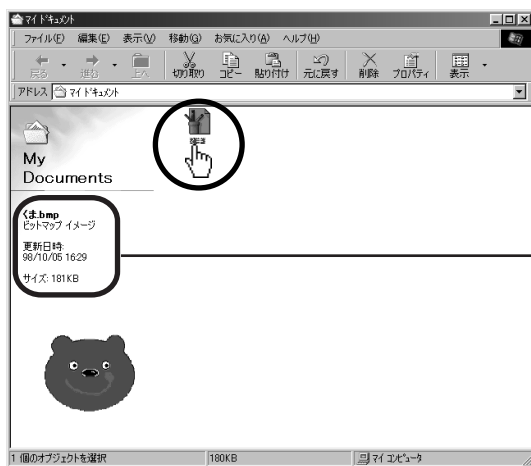 マイ ドキュメント
ファイル(F) 編集(E) 表示(V) 移動(G) お気に入り(A) ヘルプ(H)
戻る 進む 上へ 切り取り コピー 貼り付け 元に戻す 削除 プロパティ 表示
アドレス マイ ドキュメント
My
Documents
くま.bmp
ビットマップ イメージ
更新日時:
98/10/05 16:29
サイズ: 181KB
1 個のオブジェクトを選択 180KB マイ コンピュータ